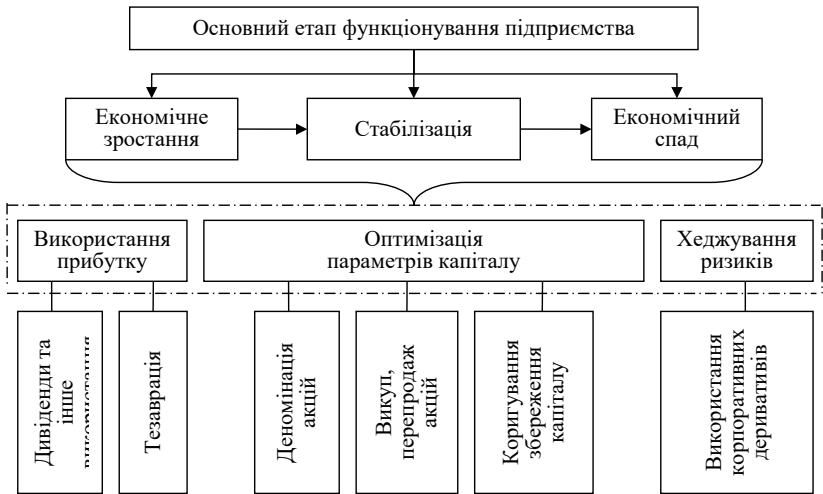 Основний етап функціонування підприємства
Економічне
зростання
Стабілізація
Економічний
спад
Використання
прибутку
Оптимізація
параметрів капіталу
Хеджування
ризиків
Дивіденди та
інше
використання
Тезаврація
Деномінація
акцій
Викуп,
перепродаж
акцій
Коригування
збереження
капіталу
Використання
корпоративних
деривативів